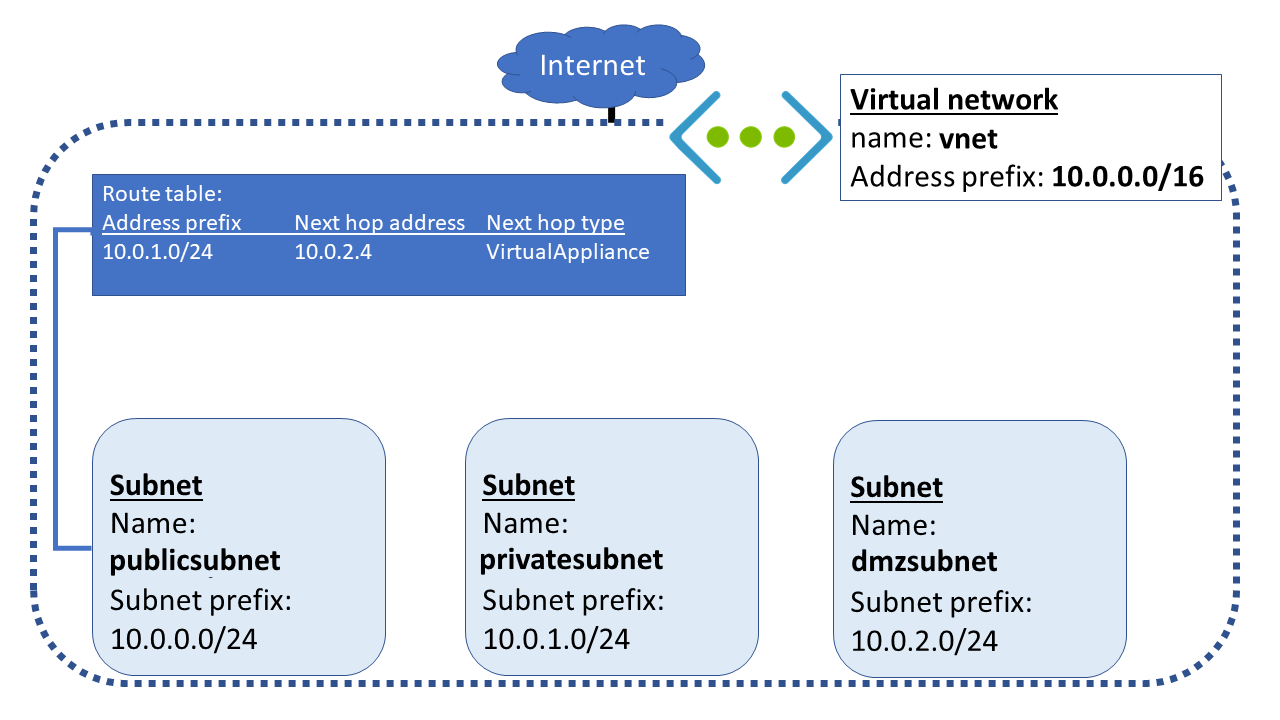 Internet
Virtual network
name: vnet
Address prefix: 10.0.0.0/16
Route table:
Address prefix Next hop address Next hop type
10.0.1.0/24 10.0.2.4 VirtualAppliance
Subnet
Name:
publicsubnet
Subnet prefix:
10.0.0.0/24
Subnet
Name:
privatesubnet
Subnet prefix:
10.0.1.0/24
Subnet
Name:
dmzsubnet
Subnet prefix:
10.0.2.0/24